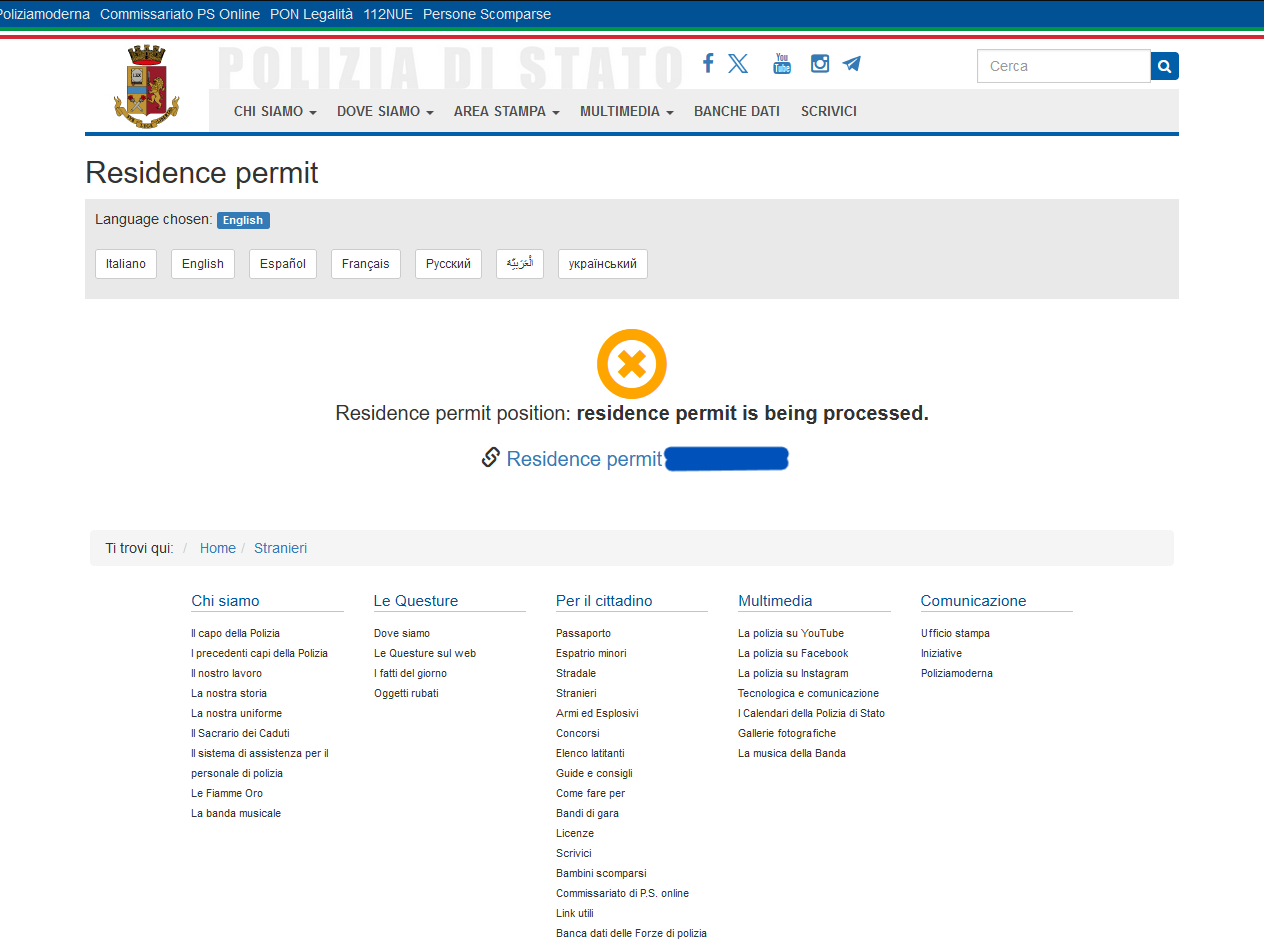 Poliziamoderna Commissariato PS Online PON Legalità 112NUE Persone Scomparse
POLIZIA DI STATO
Cerca
CHI SIAMO DOVE SIAMO AREA STAMPA MULTIMEDIA BANCHE DATI SCRIVICI
Residence permit
Language chosen: English
Italiano English Español Français Русский الْعَرَبِيَّة український
Residence permit position: residence permit is being processed.
Residence permit
Ti trovi qui: / Home / Stranieri
Chi siamo
Il capo della Polizia
I precedenti capi della Polizia
Il nostro lavoro
La nostra storia
La nostra uniforme
Il Sacrario dei Caduti
Il sistema di assistenza per il
personale di polizia
Le Fiamme Oro
La banda musicale
Le Questure
Dove siamo
Le Questure sul web
I fatti del giorno
Oggetti rubati
Per il cittadino
Passaporto
Espatrio minori
Stradale
Stranieri
Armi ed Esplosivi
Concorsi
Elenco latitanti
Guide e consigli
Come fare per
Bandi di gara
Licenze
Scrivici
Bambini scomparsi
Commissariato di P.S. online
Link utili
Banca dati delle Forze di polizia
Multimedia
La polizia su YouTube
La polizia su Facebook
La polizia su Instagram
Tecnologica e comunicazione
I Calendari della Polizia di Stato
Gallerie fotografiche
La musica della Banda
Comunicazione
Ufficio stampa
Iniziative
Poliziamoderna